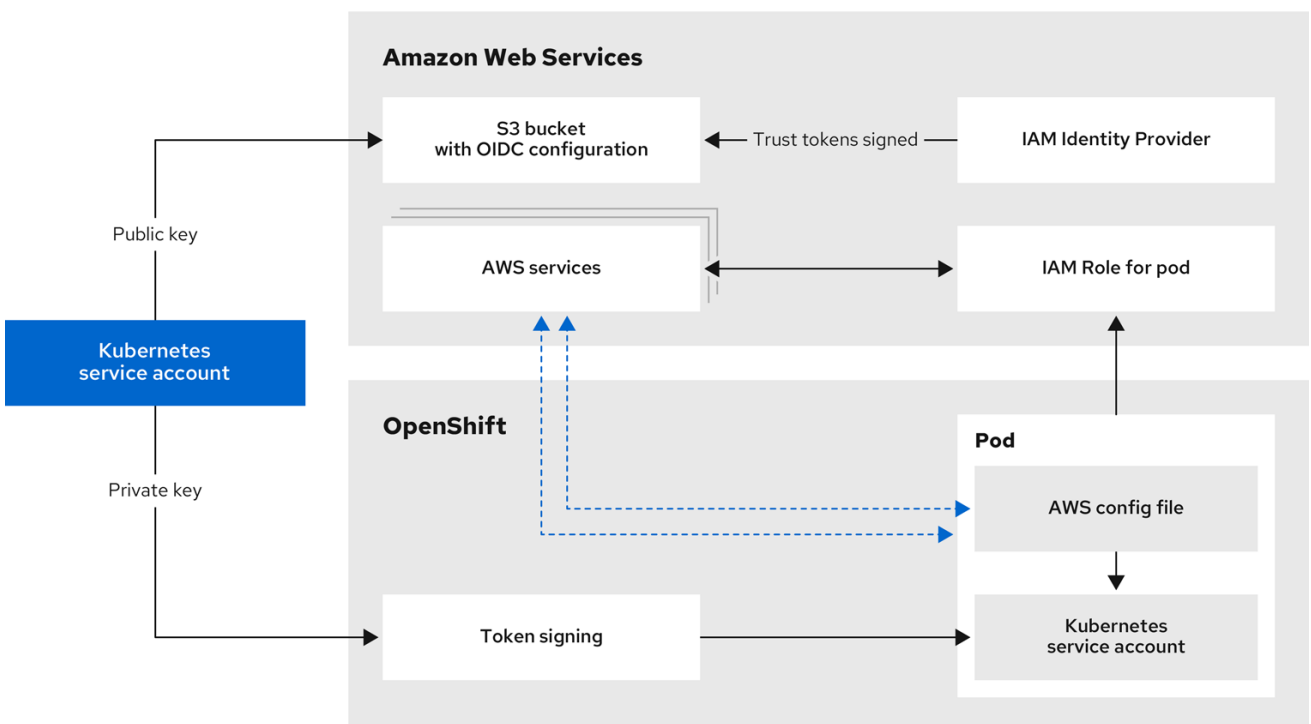 Amazon Web Services
S3 bucket
with OIDC configuration
Trust tokens signed
IAM Identity Provider
Public key
AWS services
IAM Role for pod
Kubernetes
service account
OpenShift
Pod
Private key
AWS config file
Token signing
Kubernetes
service account